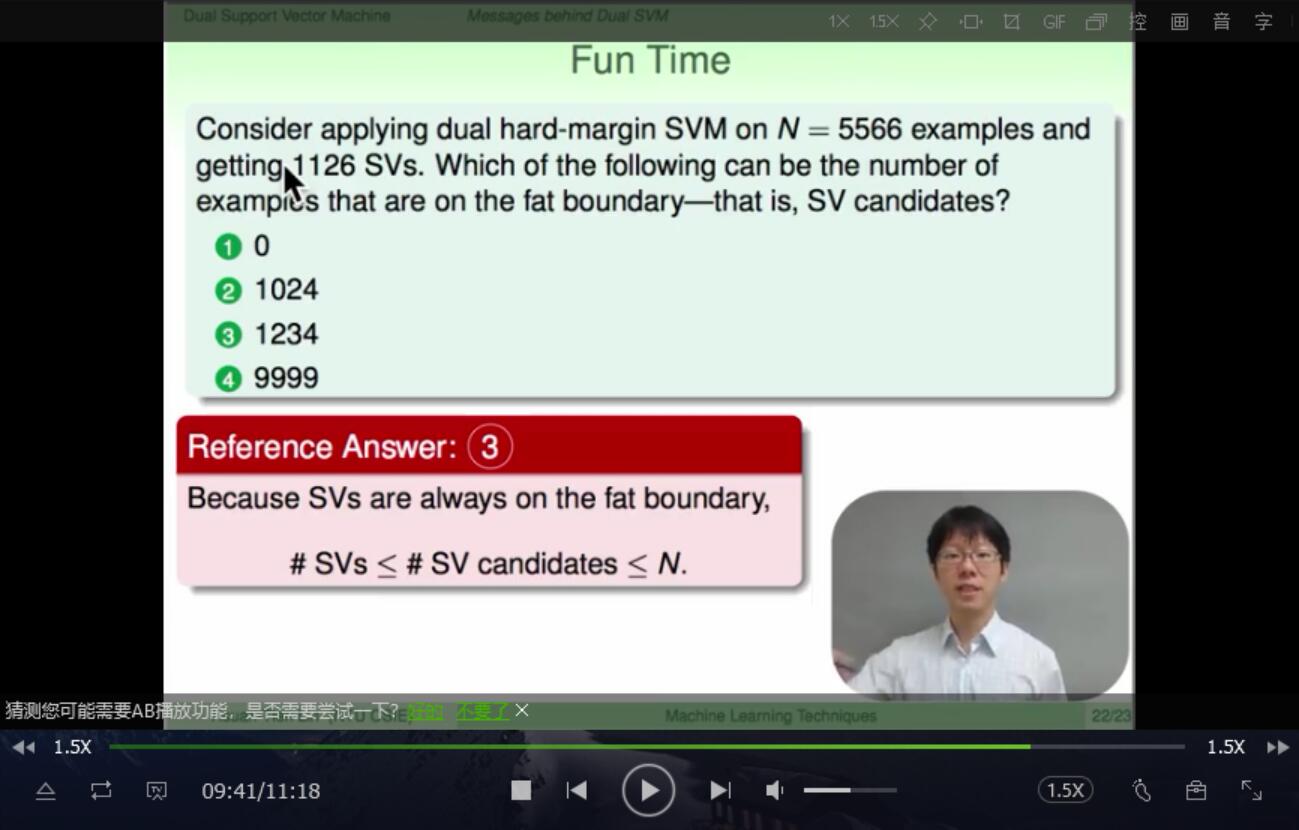 Dual Support Vector Machine Messages behind Dual SVM
1X 1.5X GIF 控 画 音 字
Fun Time
Consider applying dual hard-margin SVM on N = 5566 examples and
getting 1126 SVs. Which of the following can be the number of
examples that are on the fat boundary—that is, SV candidates?
1 0
2 1024
3 1234
4 9999
Reference Answer: 3
Because SVs are always on the fat boundary,
# SVs ≤ # SV candidates ≤ N.
猜测您可能需要AB播放功能，是否需要尝试一下? 好的 不要了
Machine Learning Techniques 22/23
1.5X 1.5X
09:41/11:18 1.5X